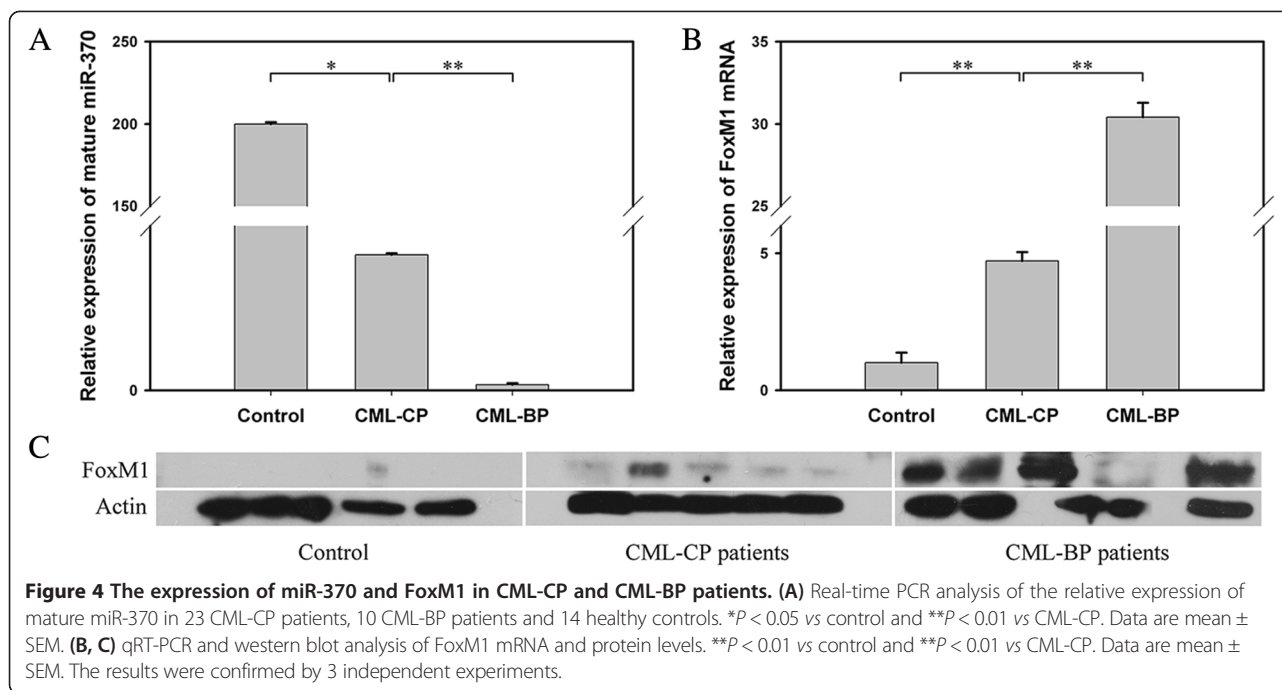 A
B
Relative expression of mature miR-370
250
200
150
0
*
**
Control
CML-CP
CML-BP
Relative expression of FoxM1 mRNA
35
30
25
5
0
**
**
Control
CML-CP
CML-BP
C
FoxM1
Actin
Control
CML-CP patients
CML-BP patients
Figure 4 The expression of miR-370 and FoxM1 in CML-CP and CML-BP patients. (A) Real-time PCR analysis of the relative expression of
mature miR-370 in 23 CML-CP patients, 10 CML-BP patients and 14 healthy controls. *P < 0.05 vs control and **P < 0.01 vs CML-CP. Data are mean ±
SEM. (B, C) qRT-PCR and western blot analysis of FoxM1 mRNA and protein levels. **P < 0.01 vs control and **P < 0.01 vs CML-CP. Data are mean ±
SEM. The results were confirmed by 3 independent experiments.